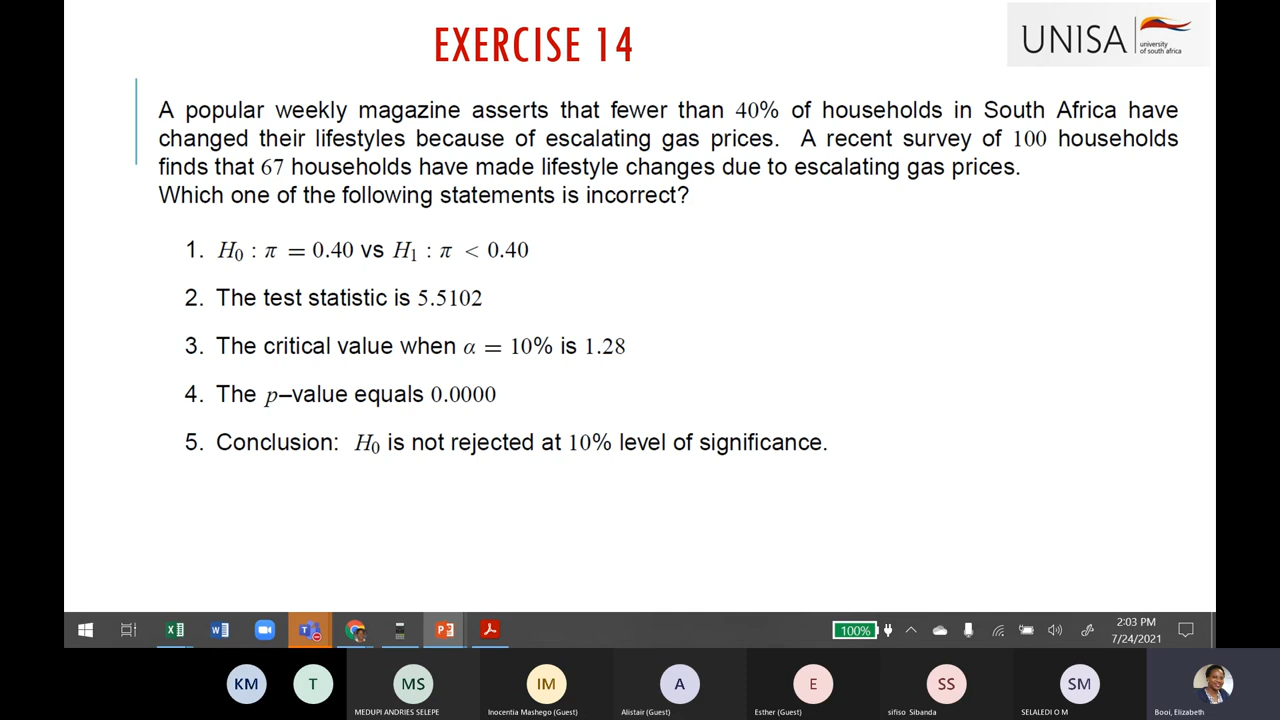 EXERCISE 14
UNISA
university
of south africa
A popular weekly magazine asserts that fewer than 40% of households in South Africa have
changed their lifestyles because of escalating gas prices. A recent survey of 100 households
finds that 67 households have made lifestyle changes due to escalating gas prices.
Which one of the following statements is incorrect?
1. H₀ : π = 0.40 vs H₁ : π < 0.40
2. The test statistic is 5.5102
3. The critical value when α = 10% is 1.28
4. The p–value equals 0.0000
5. Conclusion: H₀ is not rejected at 10% level of significance.
100%
2:03 PM
7/24/2021
KM
T
MS
IM
A
E
SS
SM
MEDUPI ANDRIES SELEPE
Inocentia Mashego (Guest)
Alistair (Guest)
Esther (Guest)
sifiso Sibanda
SELALEDI O M
Booi, Elizabeth